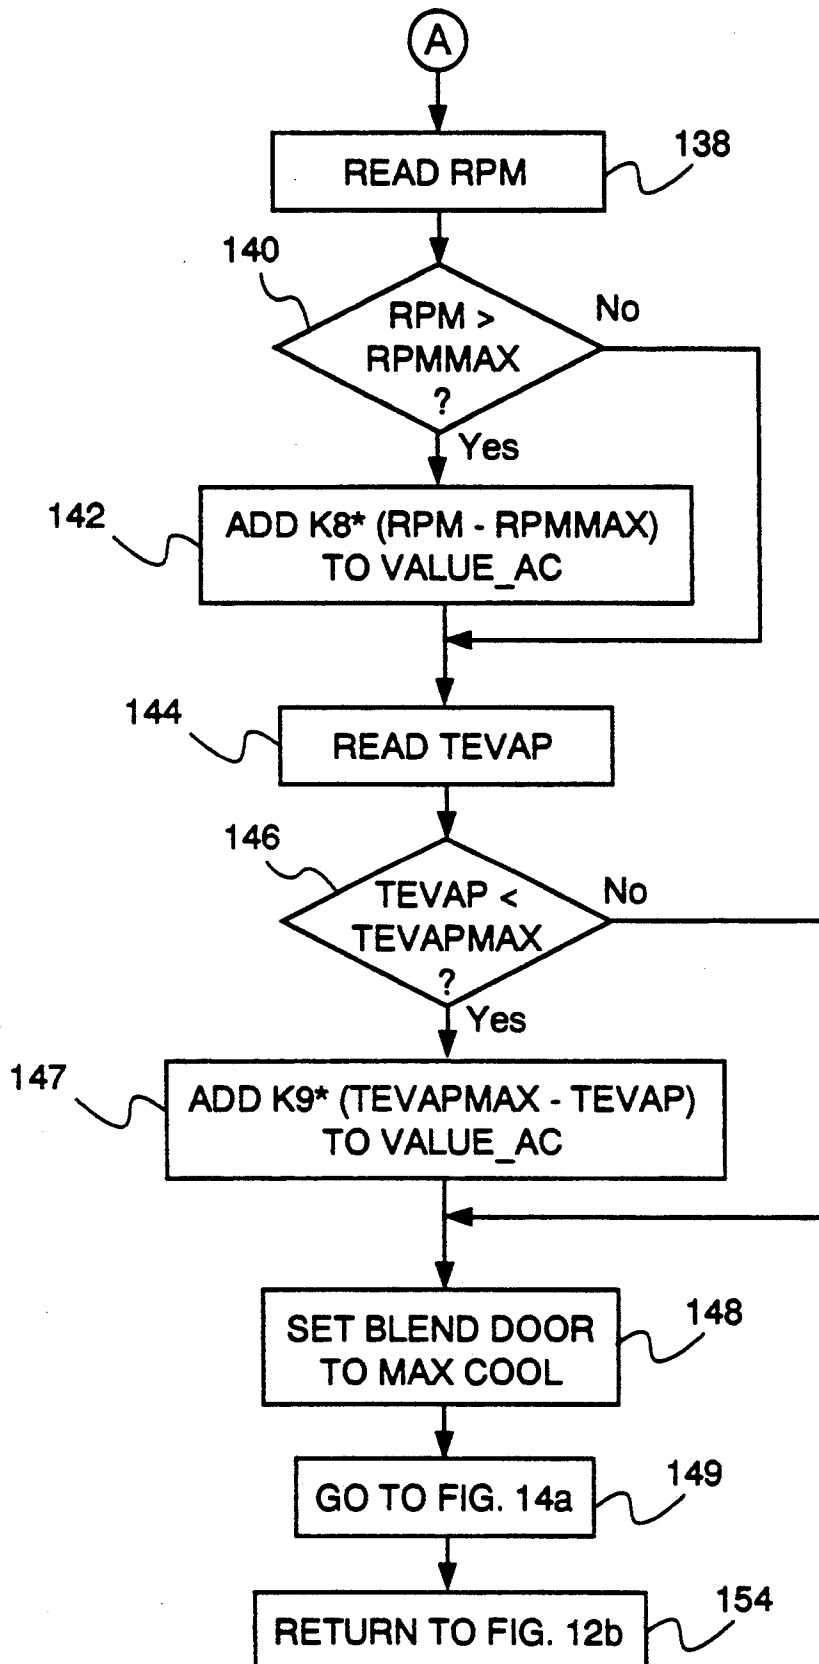 A
READ RPM
138
140
RPM >
RPMMAX
?
No
Yes
142
ADD K8* (RPM - RPMMAX)
TO VALUE_AC
144
READ TEVAP
146
TEVAP <
TEVAPMAX
?
No
Yes
147
ADD K9* (TEVAPMAX - TEVAP)
TO VALUE_AC
SET BLEND DOOR
TO MAX COOL
148
GO TO FIG. 14a
149
RETURN TO FIG. 12b
154